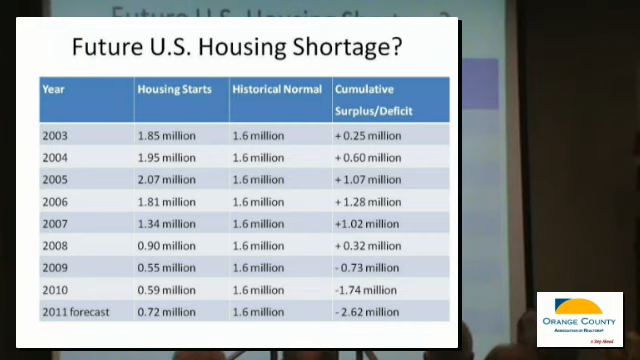 Future U.S. Housing Shortage?
Year Housing Starts Historical Normal Cumulative
Surplus/Deficit
2003 1.85 million 1.6 million + 0.25 million
2004 1.95 million 1.6 million + 0.60 million
2005 2.07 million 1.6 million + 1.07 million
2006 1.81 million 1.6 million + 1.28 million
2007 1.34 million 1.6 million +1.02 million
2008 0.90 million 1.6 million + 0.32 million
2009 0.55 million 1.6 million - 0.73 million
2010 0.59 million 1.6 million -1.74 million
2011 forecast 0.72 million 1.6 million - 2.62 million
ORANGE COUNTY
ASSOCIATION OF REALTORS®
A Step Ahead